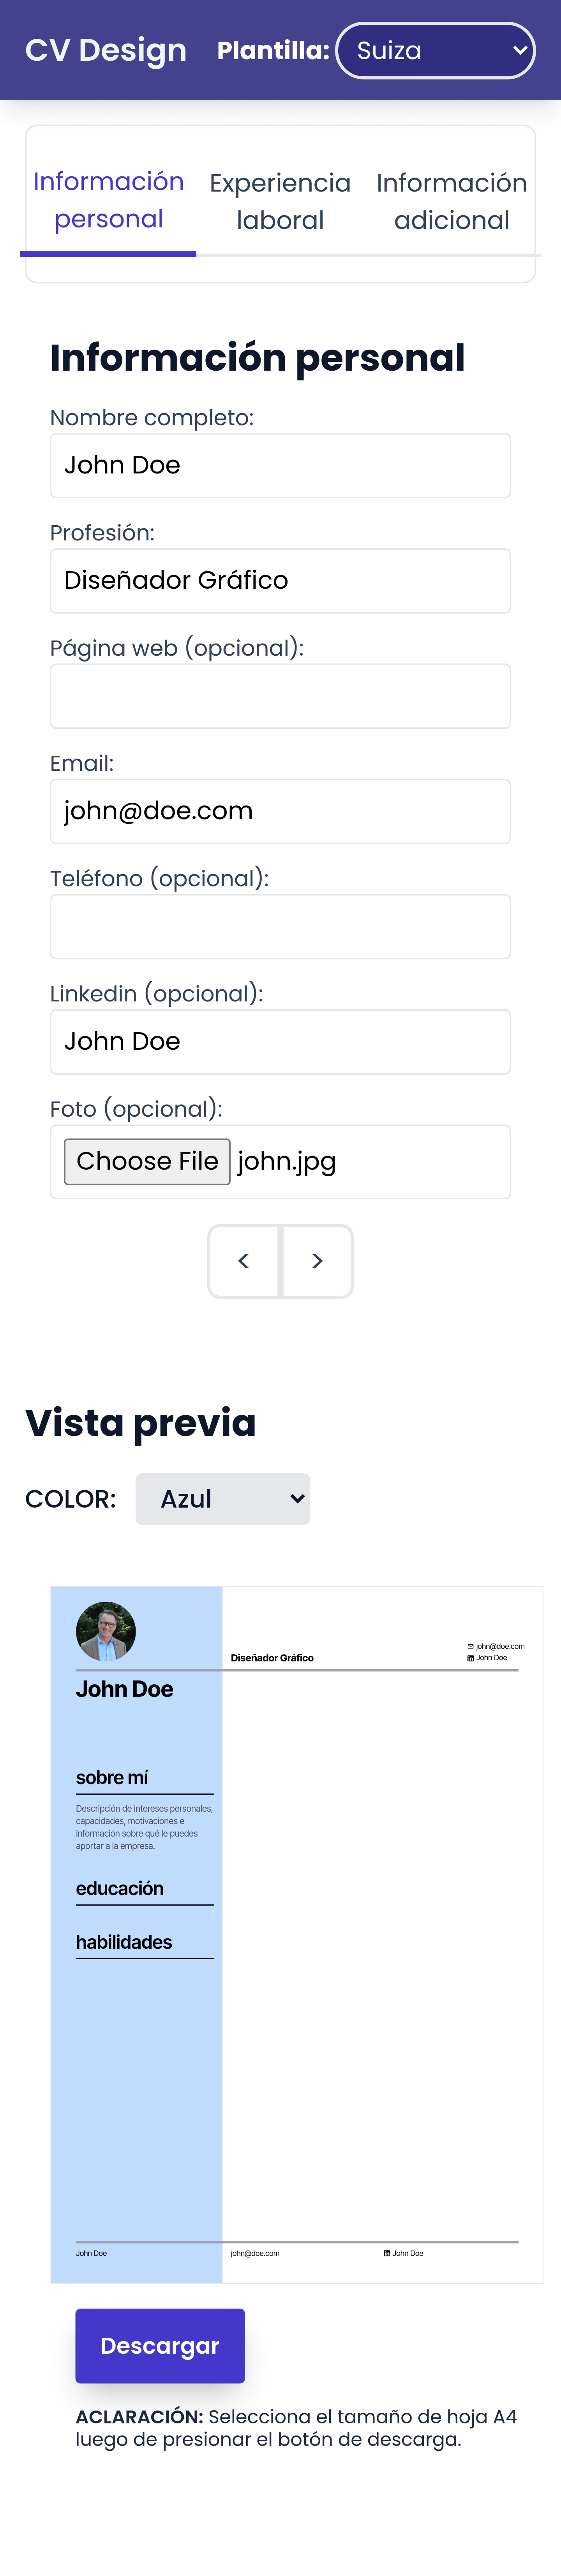 CV Design
Plantilla:
Suiza
Información
personal
Experiencia
laboral
Información
adicional
Información personal
Nombre completo:
John Doe
Profesión:
Diseñador Gráfico
Página web (opcional):
Email:
john@doe.com
Teléfono (opcional):
Linkedin (opcional):
John Doe
Foto (opcional):
Choose File john.jpg
<
>
Vista previa
COLOR:
Azul
john@doe.com
Diseñador Gráfico
John Doe
John Doe
sobre mí
Descripción de intereses personales,
capacidades, motivaciones e
información sobre qué le puedes
aportar a la empresa.
educación
habilidades
John Doe
john@doe.com
John Doe
Descargar
ACLARACIÓN: Selecciona el tamaño de hoja A4
luego de presionar el botón de descarga.